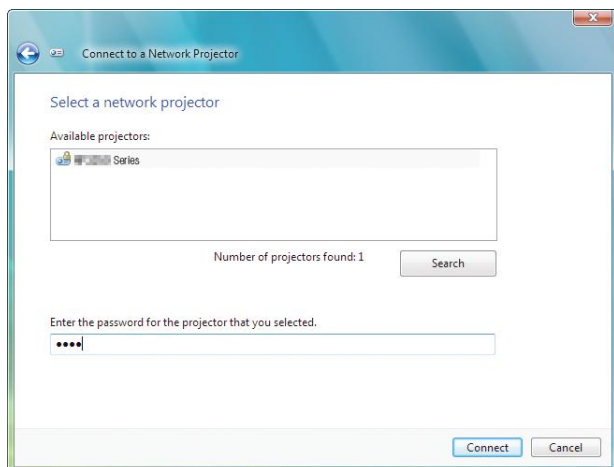 Connect to a Network Projector
Select a network projector
Available projectors:
Series
Number of projectors found: 1
Search
Enter the password for the projector that you selected.
••••
Connect
Cancel